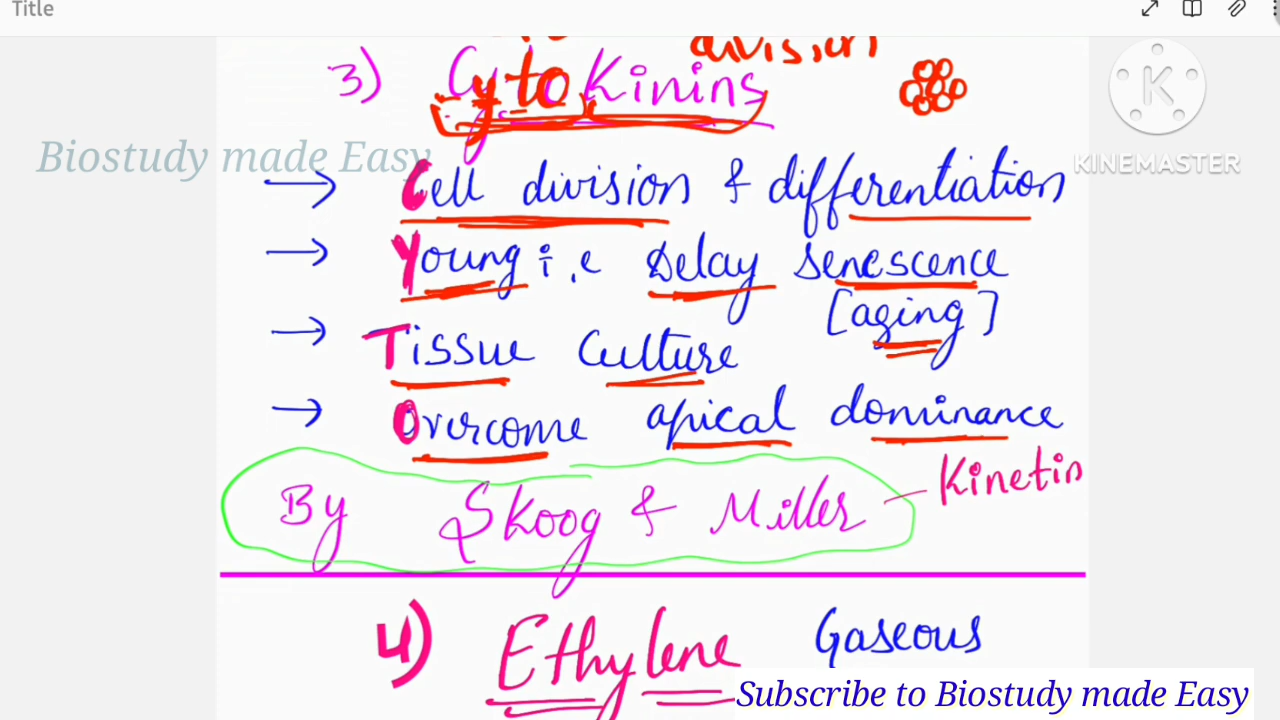 Title
division
3) Cytokinins
K
KINEMASTER
Biostudy made Easy
→ Cell division & differentiation
→ Young i.e Delay senescence
[aging]
→ Tissue Culture
→ Overcome apical dominance
By Skoog & Miller - Kinetin
4) Ethylene Gaseous
Subscribe to Biostudy made Easy